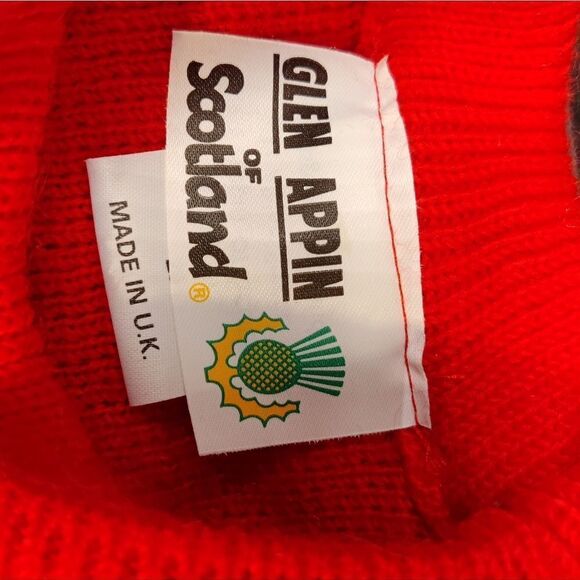 GLEN APPIN
OF
Scotland®
MADE IN U.K.